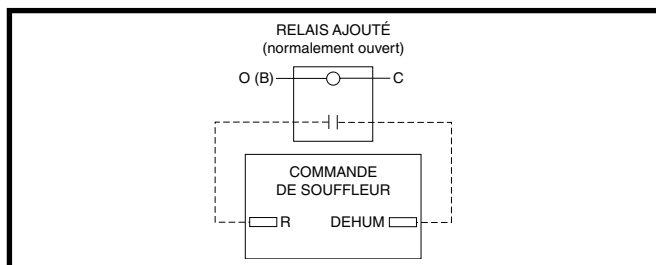 RELAIS AJOUTÉ
(normalement ouvert)
O (B) C
COMMANDE
DE SOUFFLEUR
R DEHUM